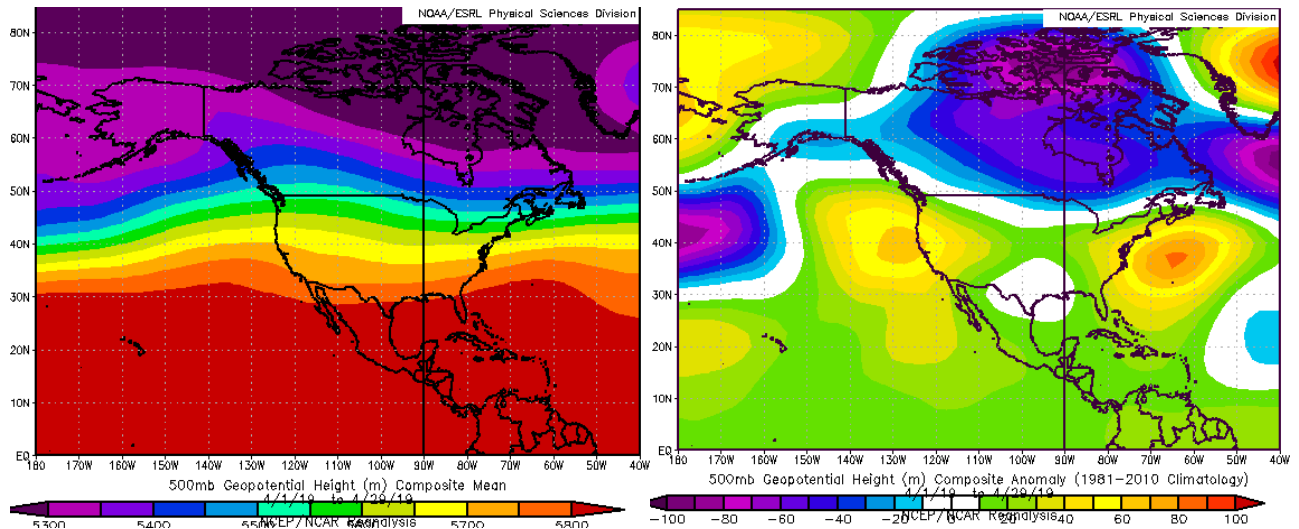 NOAA/ESRL Physical Sciences Division
80N
70N
60N
50N
40N
30N
20N
10N
EQ
180 160W 150W 140W 130W 120W 110W 100W 90W 80W 70W 60W 50W 40W
500mb Geopotential Height (m) Composite Mean
4/1/19 to 4/29/19
5300 5400 5500 5600 5700 5800
NCEP/NCAR Reanalysis
NOAA/ESRL Physical Sciences Division
80N
70N
60N
50N
40N
30N
20N
10N
EQ
180 170W 160W 150W 140W 130W 120W 110W 100W 90W 80W 70W 60W 50W 40W
500mb Geopotential Height (m) Composite Anomaly (1981-2010 Climatology)
4/1/19 to 4/29/19
-100 -80 -60 -40 -20 0 20 40 60 80 100
NCEP/NCAR Reanalysis